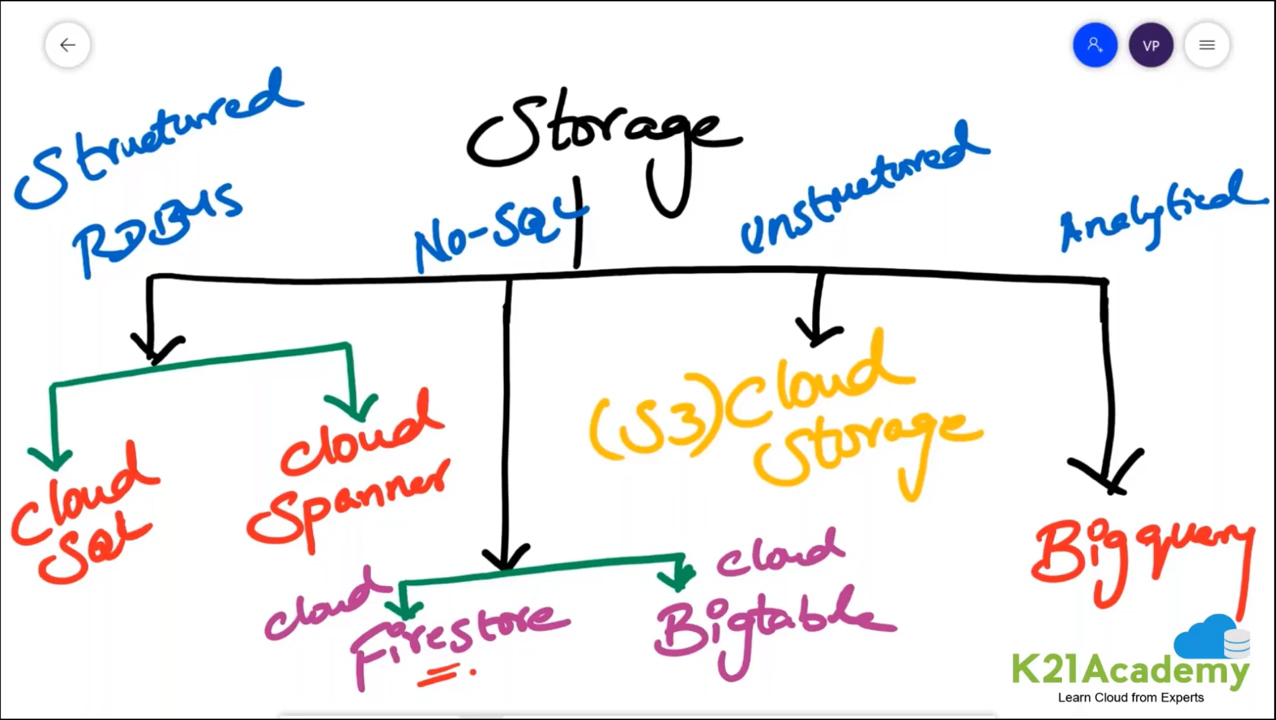 VP
Storage
Structured
RDBMS
No-SQL
Unstructured
Analytical
Cloud
SQL
Cloud
Spanner
(S3) Cloud
Storage
Bigquery
cloud
Firestore
cloud
Bigtable
K21Academy
Learn Cloud from Experts